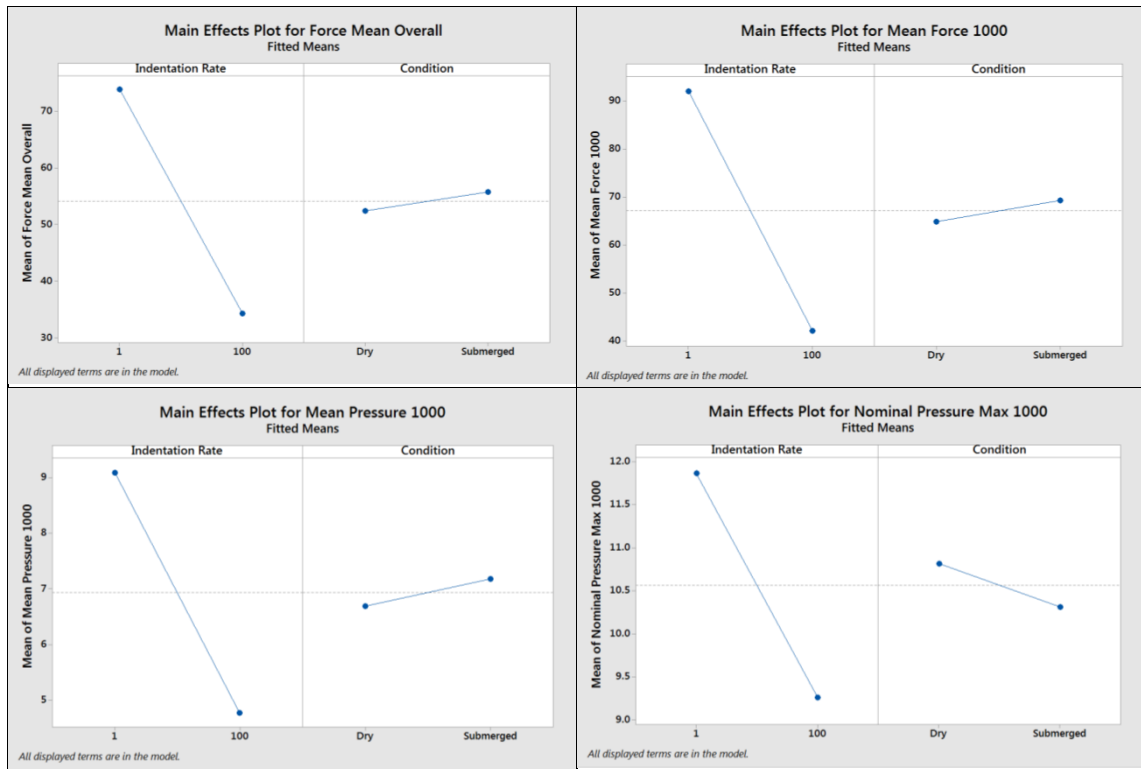 Main Effects Plot for Force Mean Overall
Fitted Means
Indentation Rate
Condition
Mean of Force Mean Overall
70
60
50
40
30
1
100
Dry
Submerged
All displayed terms are in the model.
Main Effects Plot for Mean Force 1000
Fitted Means
Indentation Rate
Condition
Mean of Mean Force 1000
90
80
70
60
50
40
1
100
Dry
Submerged
All displayed terms are in the model.
Main Effects Plot for Mean Pressure 1000
Fitted Means
Indentation Rate
Condition
Mean of Mean Pressure 1000
9
8
7
6
5
1
100
Dry
Submerged
All displayed terms are in the model.
Main Effects Plot for Nominal Pressure Max 1000
Fitted Means
Indentation Rate
Condition
Mean of Nominal Pressure Max 1000
12.0
11.5
11.0
10.5
10.0
9.5
9.0
1
100
Dry
Submerged
All displayed terms are in the model.